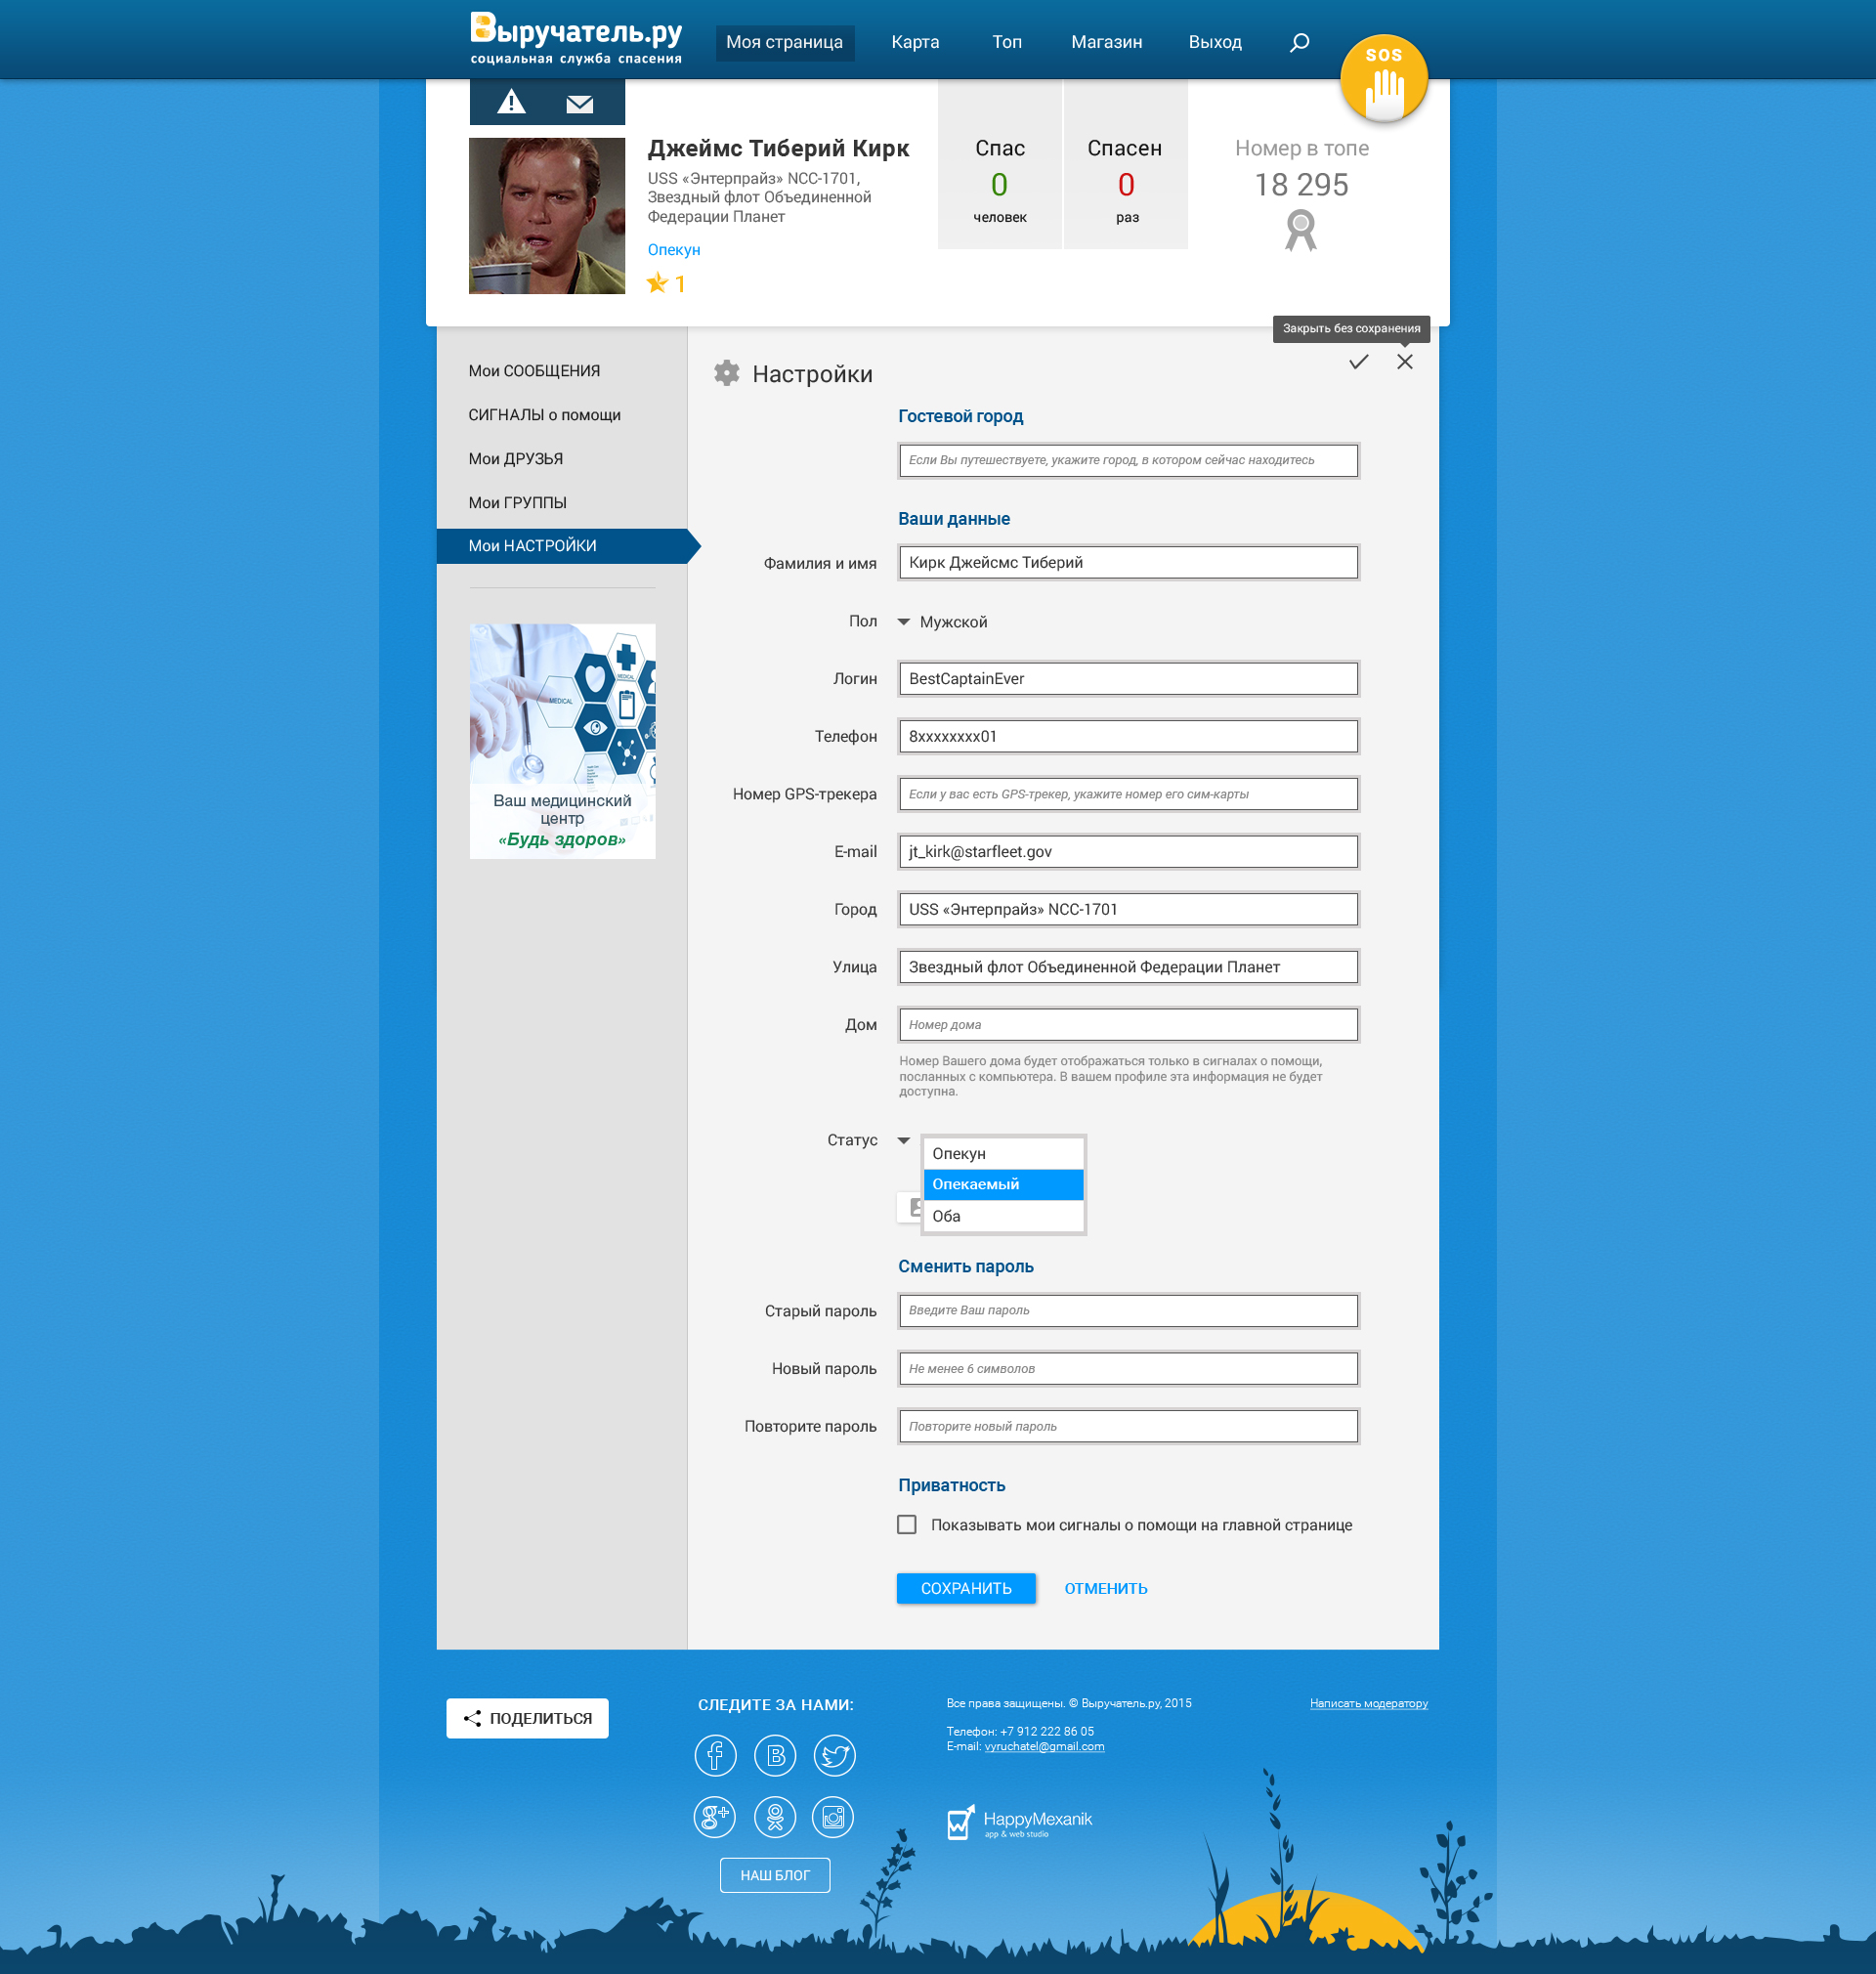 Выручатель.ру
социальная служба спасения
Моя страница
Карта
Топ
Магазин
Выход
SOS
Джеймс Тиберий Кирк
USS «Энтерпрайз» NCC-1701,
Звездный флот Объединенной
Федерации Планет
Опекун
1
Спас
0
человек
Спасен
0
раз
Номер в топе
18 295
Закрыть без сохранения
Мои СООБЩЕНИЯ
СИГНАЛЫ о помощи
Мои ДРУЗЬЯ
Мои ГРУППЫ
Мои НАСТРОЙКИ
MEDICAL
MEDICAL
Ваш медицинский
центр
«Будь здоров»
Настройки
Гостевой город
Если Вы путешествуете, укажите город, в котором сейчас находитесь
Ваши данные
Фамилия и имя
Кирк Джейсмс Тиберий
Пол
Мужской
Логин
BestCaptainEver
Телефон
8xxxxxxxx01
Номер GPS-трекера
Если у вас есть GPS-трекер, укажите номер его сим-карты
E-mail
jt_kirk@starfleet.gov
Город
USS «Энтерпрайз» NCC-1701
Улица
Звездный флот Объединенной Федерации Планет
Дом
Номер дома
Номер Вашего дома будет отображаться только в сигналах о помощи,
посланных с компьютера. В вашем профиле эта информация не будет
доступна.
Статус
Опекун
Опекаемый
Оба
Сменить пароль
Старый пароль
Введите Ваш пароль
Новый пароль
Не менее 6 символов
Повторите пароль
Повторите новый пароль
Приватность
Показывать мои сигналы о помощи на главной странице
СОХРАНИТЬ
ОТМЕНИТЬ
ПОДЕЛИТЬСЯ
СЛЕДИТЕ ЗА НАМИ:
НАШ БЛОГ
Все права защищены. © Выручатель.ру, 2015
Телефон: +7 912 222 86 05
E-mail: vyruchatel@gmail.com
HappyMexanik
app & web studio
Написать модератору